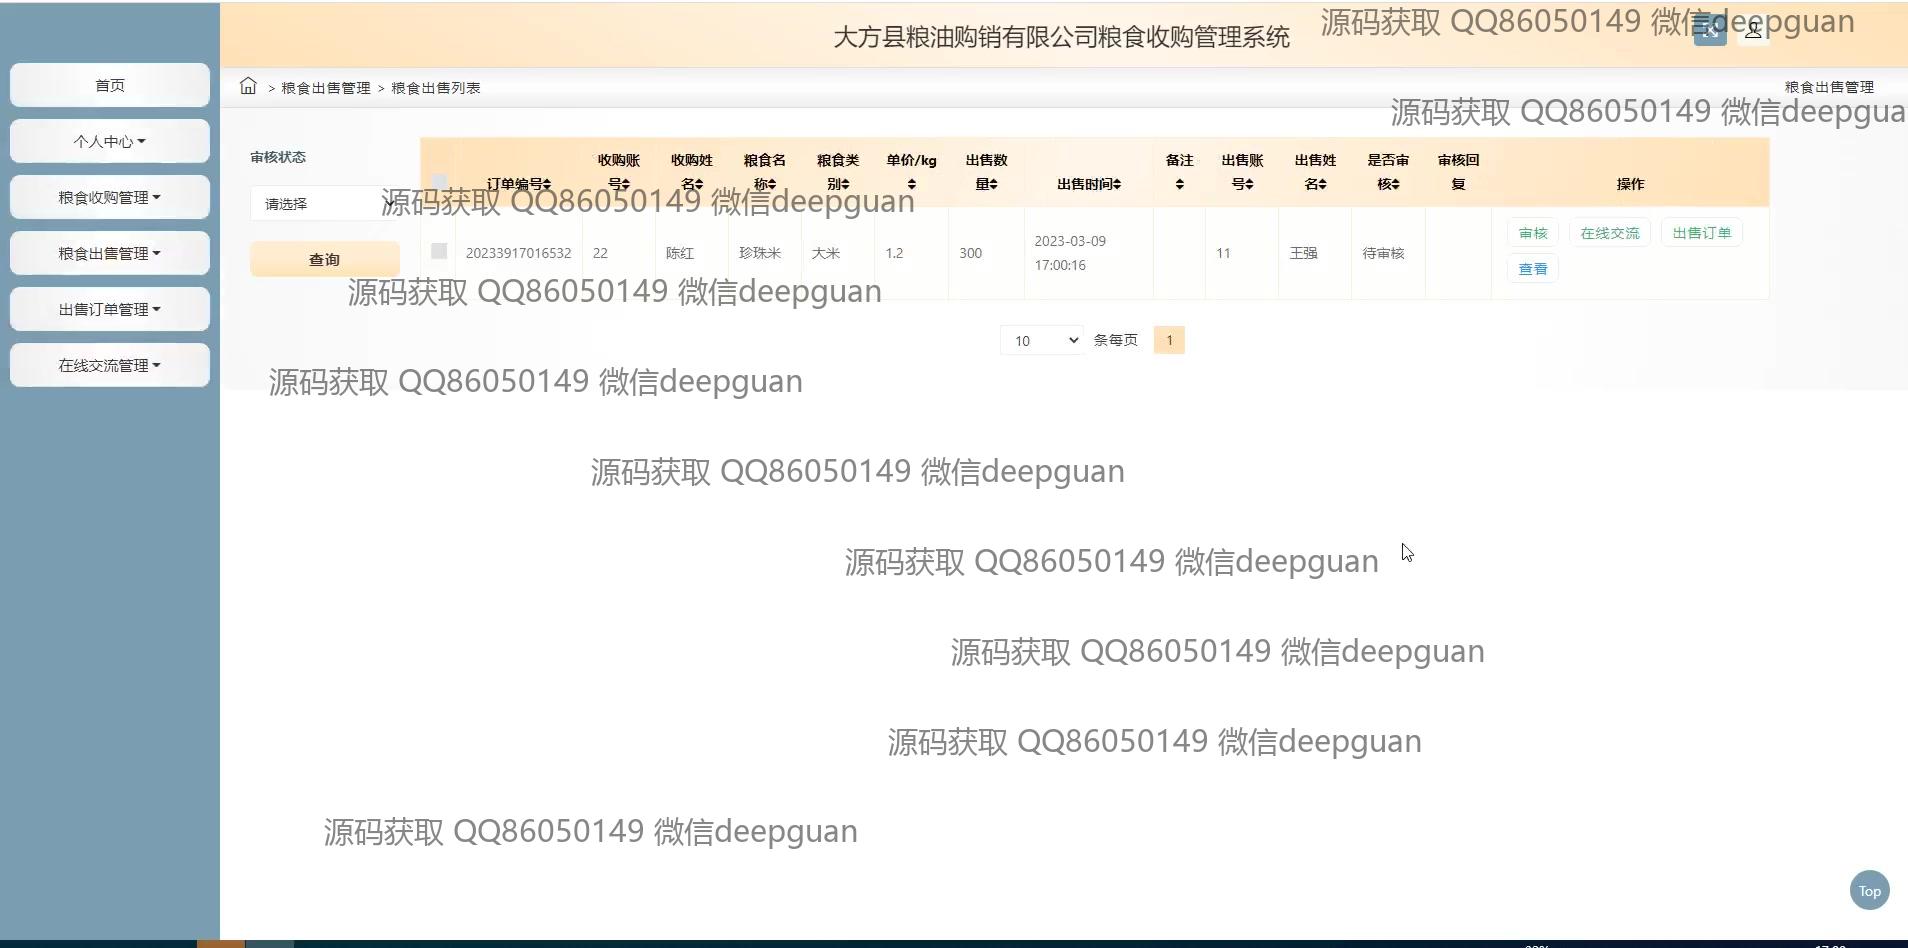 大方县粮油购销有限公司粮食收购管理系统
源码获取 QQ86050149 微信deepguan
首页
个人中心
粮食收购管理
粮食出售管理
出售订单管理
在线交流管理
> 粮食出售管理 > 粮食出售列表
粮食出售管理
源码获取 QQ86050149 微信deepgua
审核状态
请选择
查询
订单编号 收购账号 收购姓名 粮食名称 粮食类别 单价/kg 出售数量 出售时间 备注 出售账号 出售姓名 是否审核 审核回复 操作
源码获取 QQ86050149 微信deepguan
20233917016532 22 陈红 珍珠米 大米 1.2 300 2023-03-09 17:00:16 11 王强 待审核 审核 在线交流 出售订单
查看
源码获取 QQ86050149 微信deepguan
10 条每页 1
源码获取 QQ86050149 微信deepguan
源码获取 QQ86050149 微信deepguan
源码获取 QQ86050149 微信deepguan
源码获取 QQ86050149 微信deepguan
源码获取 QQ86050149 微信deepguan
源码获取 QQ86050149 微信deepguan
Top